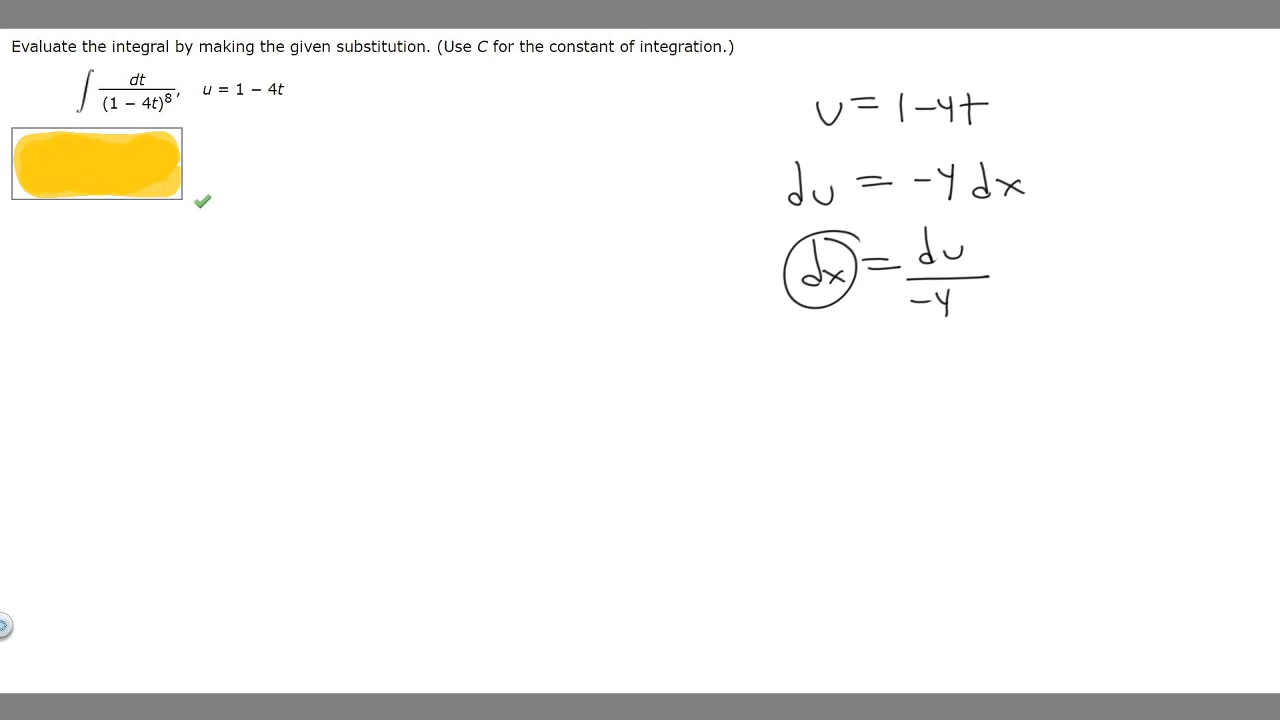 Evaluate the integral by making the given substitution. (Use C for the constant of integration.)
∫ dt/(1 − 4t)^8, u = 1 − 4t
u = 1-4t
du = -4 dx
dx = du/-4